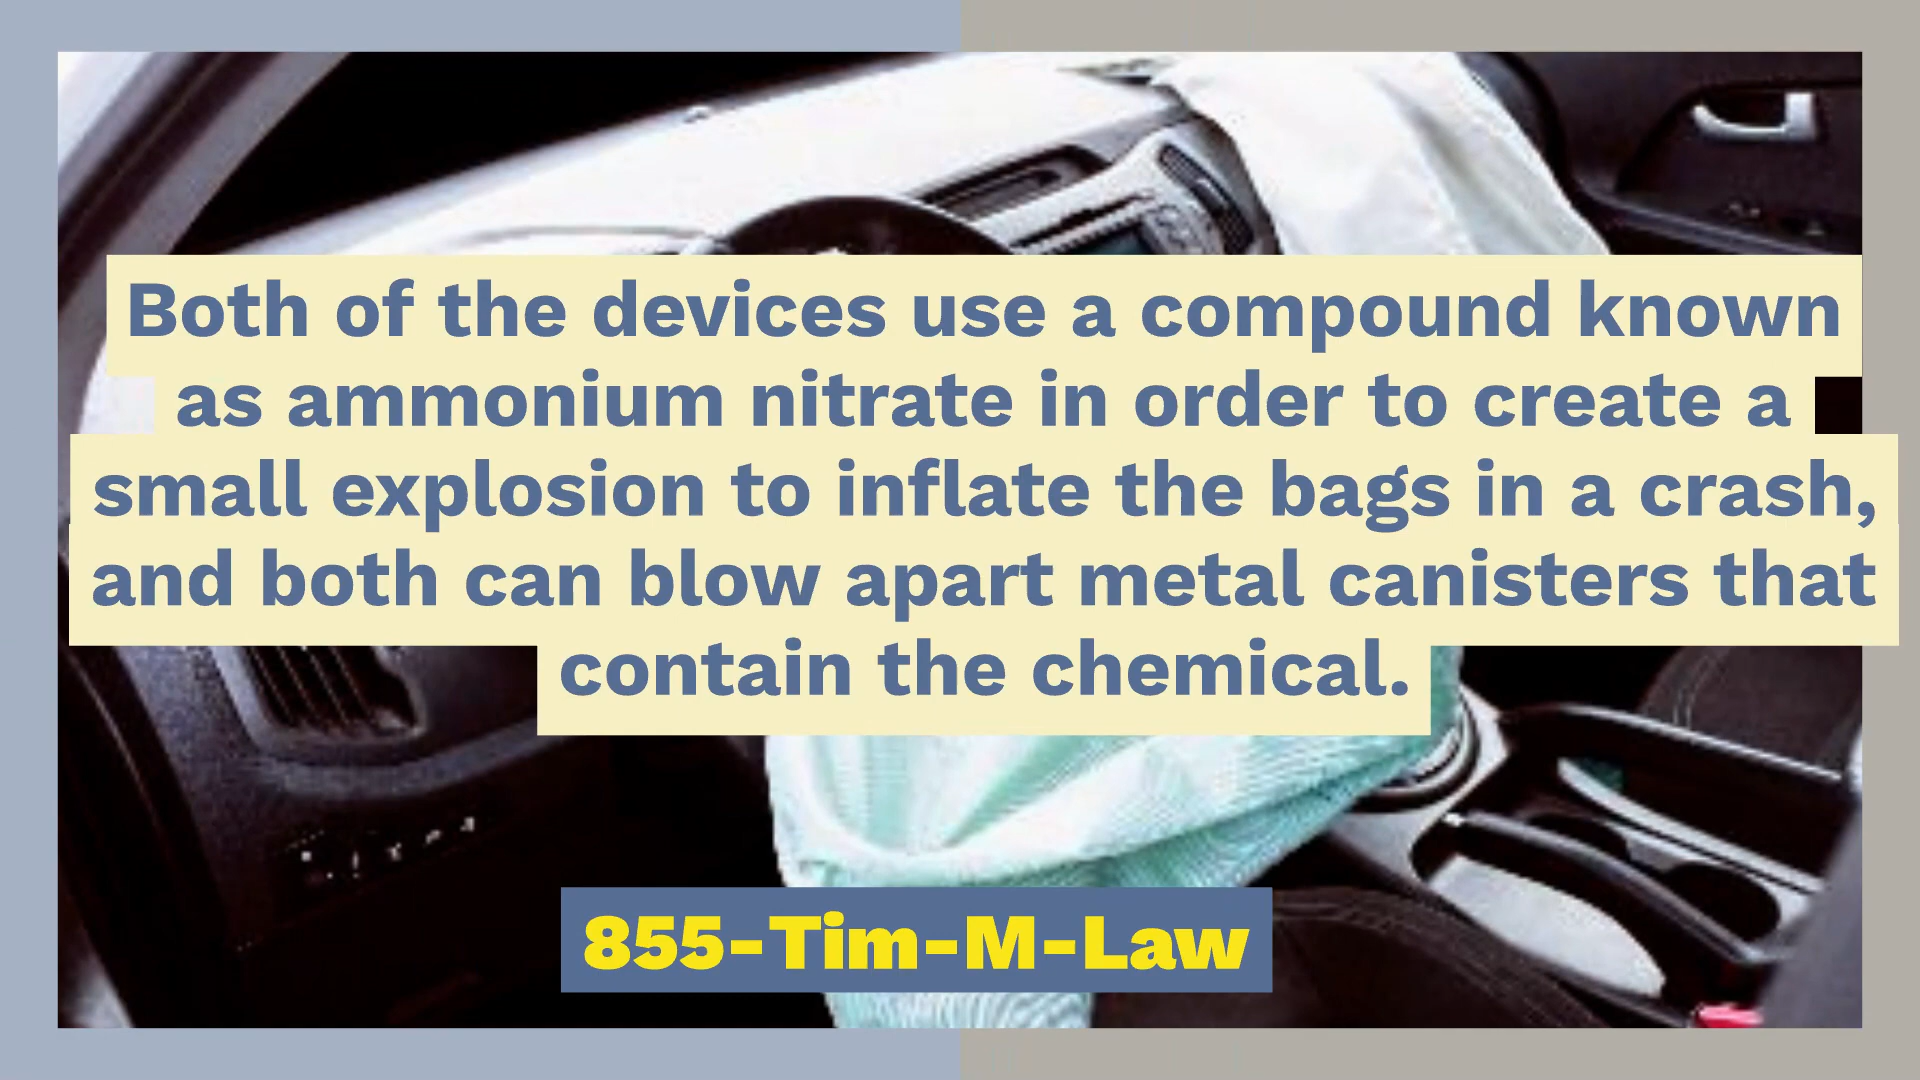 Both of the devices use a compound known
as ammonium nitrate in order to create a
small explosion to inflate the bags in a crash,
and both can blow apart metal canisters that
contain the chemical.
855-Tim-M-Law